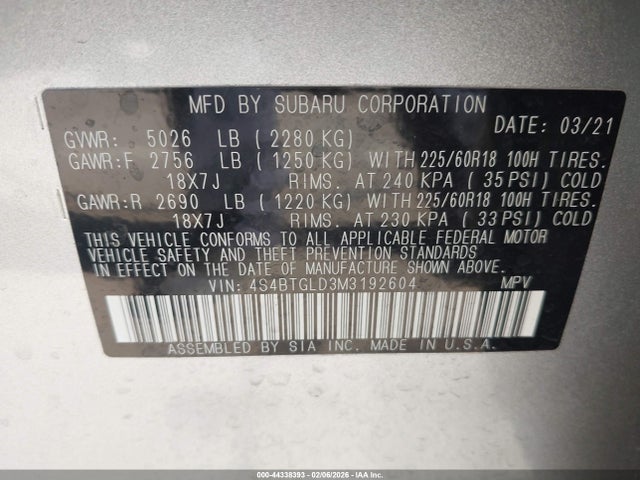 MFD BY SUBARU CORPORATION
DATE: 03/21
GVWR: 5026 LB (2280 KG)
GAWR:F 2756 LB (1250 KG) WITH 225/60R18 100H TIRES.
18X7J RIMS. AT 240 KPA (35 PSI) COLD
GAWR:R 2690 LB (1220 KG) WITH 225/60R18 100H TIRES.
18X7J RIMS. AT 230 KPA (33 PSI) COLD
THIS VEHICLE CONFORMS TO ALL APPLICABLE FEDERAL MOTOR
VEHICLE SAFETY AND THEFT PREVENTION STANDARDS
IN EFFECT ON THE DATE OF MANUFACTURE SHOWN ABOVE.
VIN: 4S4BTGLD3M3192604 MPV
ASSEMBLED BY SIA INC. MADE IN U.S.A.
000-44338393 02/06/2026 - IAA Inc.